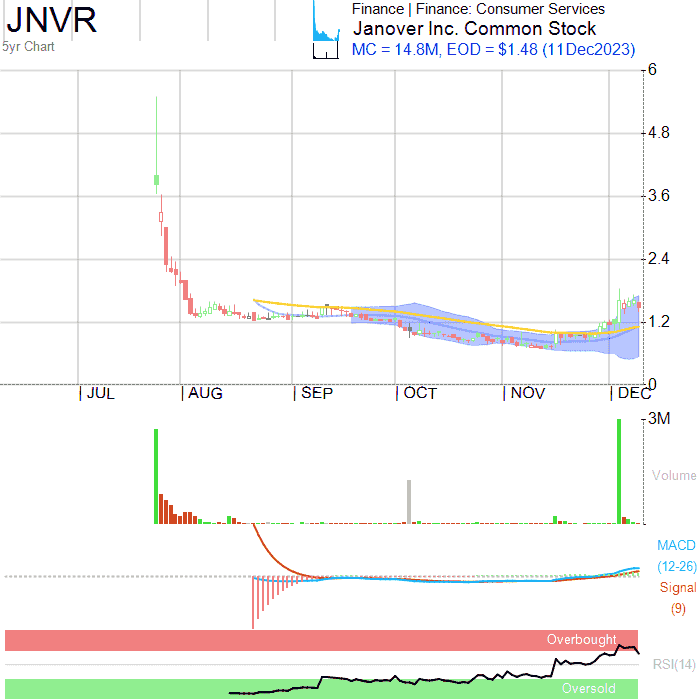 JNVR
5yr Chart
Finance | Finance: Consumer Services
Janover Inc. Common Stock
MC = 14.8M, EOD = $1.48 (11Dec2023)
6
4.8
3.6
2.4
1.2
0
JUL AUG SEP OCT NOV DEC
3M
Volume
MACD
(12-26)
Signal
(9)
Overbought
RSI(14)
Oversold